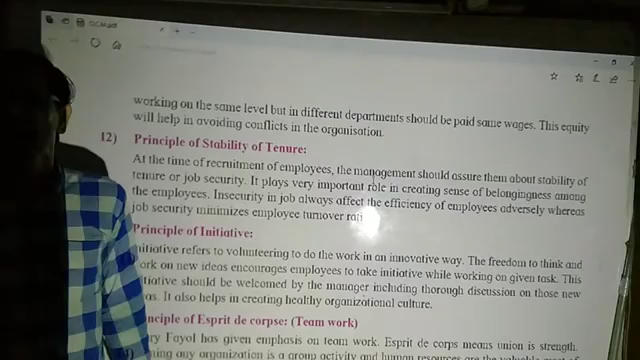 working on the same level but in different departments should be paid same wages. This equity
will help in avoiding conflicts in the organisation.
12) Principle of Stability of Tenure:
At the time of recruitment of employees, the management should assure them about stability of
tenure or job security. It plays very important role in creating sense of belongingness among
the employees. Insecurity in job always affect the efficiency of employees adversely whereas
job security minimizes employee turnover rati
Principle of Initiative:
nitiative refers to volunteering to do the work in an innovative way. The freedom to think and
ork on new ideas encourages employees to take initiative while working on given task. This
itiative should be welcomed by the manager including thorough discussion on those new
as. It also helps in creating healthy organizational culture.
nciple of Esprit de corpse: (Team work)
ry Fayol has given emphasis on team work. Esprit de corps means union is strength.
ning any organization is a group activity and human resources are the valuable